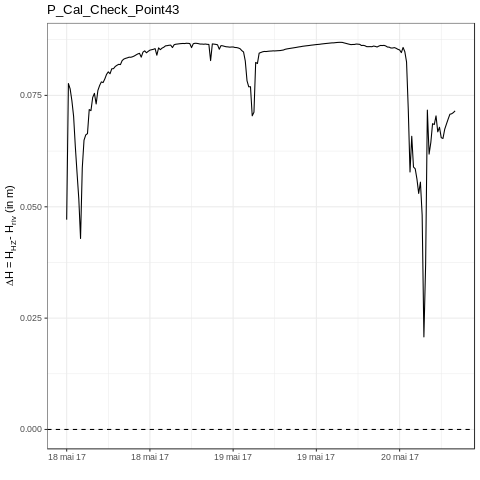 P_Cal_Check_Point43
ΔH = H_HZ - H_riv (in m)
0.075
0.050
0.025
0.000
18 mai 17 18 mai 17 19 mai 17 19 mai 17 20 mai 17